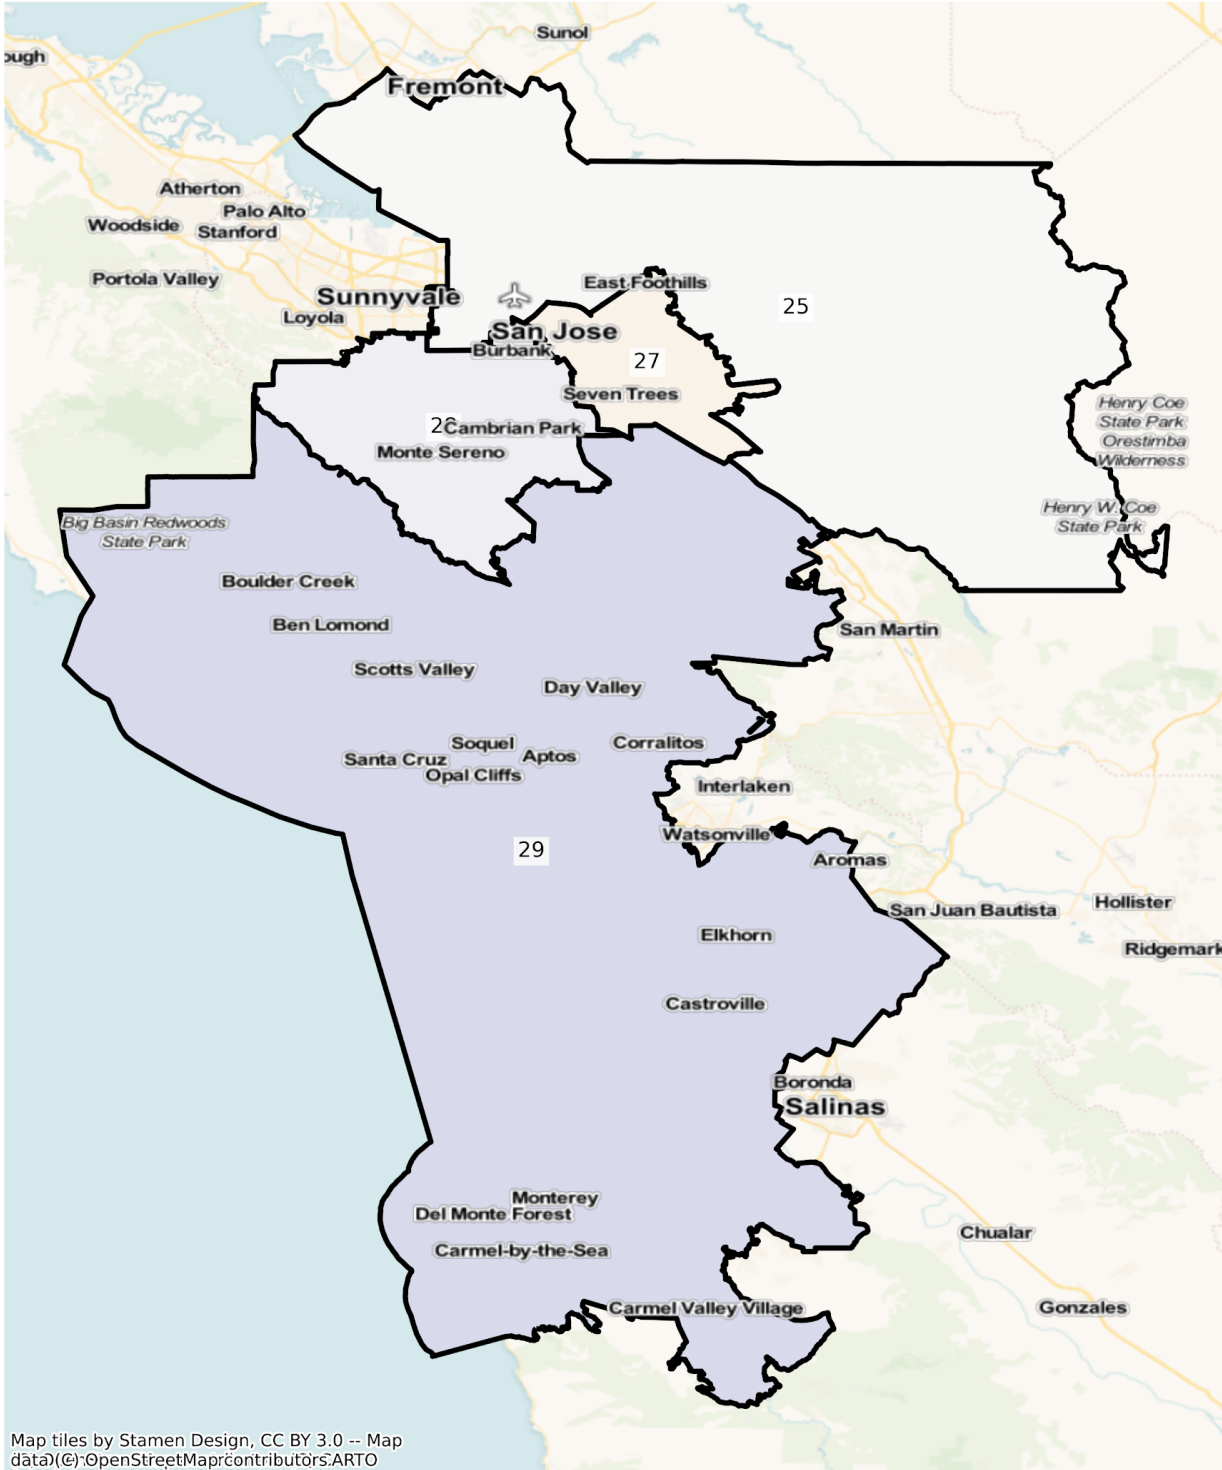 Sunol
ough
Fremont
Atherton
Palo Alto
Woodside
Stanford
Portola Valley
East Foothills
Sunnyvale
25
Loyola
San Jose
Burbank
27
Seven Trees
Henry Coe
State Park
Orestimba
Wilderness
Cambrian Park
Monte Sereno
Henry W. Coe
State Park
Big Basin Redwoods
State Park
Boulder Creek
Ben Lomond
San Martin
Scotts Valley
Day Valley
Soquel
Corralitos
Santa Cruz
Aptos
Opal Cliffs
Interlaken
Watsonville
29
Aromas
Hollister
San Juan Bautista
Elkhorn
Ridgemark
Castroville
Boronda
Salinas
Monterey
Del Monte Forest
Chualar
Carmel-by-the-Sea
Carmel Valley Village
Gonzales
Map tiles by Stamen Design, CC BY 3.0 -- Map
OpenStreetMap contributors